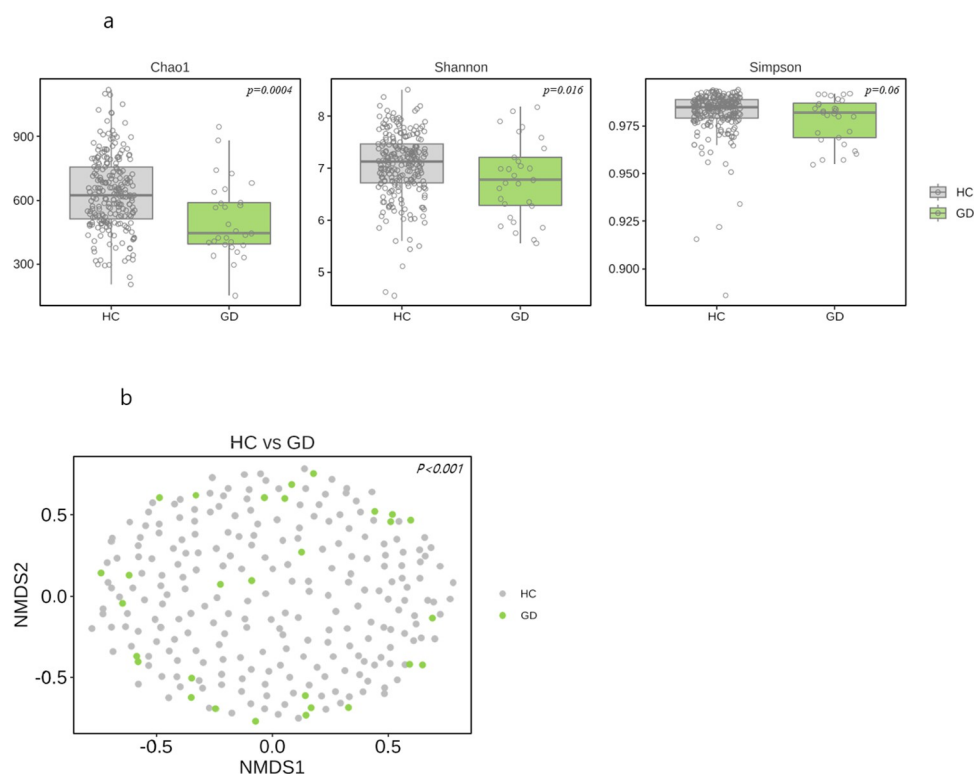 a
Chao1
Shannon
Simpson
p=0.0004
p=0.016
p=0.06
900
600
300
8
7
6
5
0.975
0.950
0.925
0.900
HC
GD
HC
GD
HC
GD
HC
GD
b
HC vs GD
P<0.001
NMDS2
0.5
0.0
-0.5
-0.5
0.0
0.5
NMDS1
HC
GD